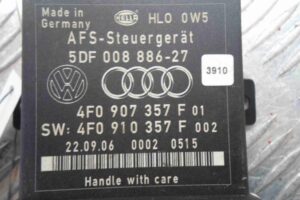 Made in
Germany
HELLA
HLO 0W5
AFS-Steuergerät
5DF 008 886-27
3910
4F0 907 357 F 01
SW: 4F0 910 357 F 002
22.09.06 0002 0515
Handle with care